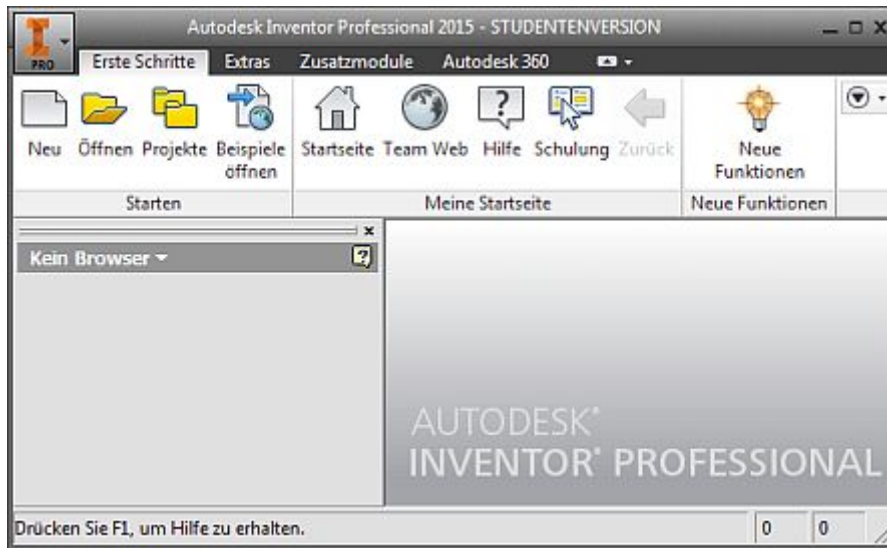 Autodesk Inventor Professional 2015 - STUDENTENVERSION
PRO
Erste Schritte Extras Zusatzmodule Autodesk 360
Neu Öffnen Projekte Beispiele öffnen Startseite Team Web Hilfe Schulung Zurück Neue Funktionen
Starten Meine Startseite Neue Funktionen
Kein Browser
AUTODESK®
INVENTOR® PROFESSIONAL
Drücken Sie F1, um Hilfe zu erhalten. 0 0